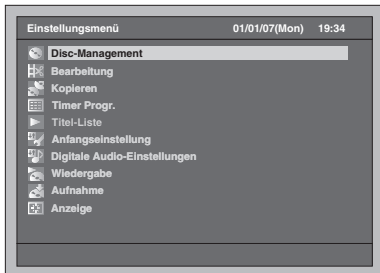 Einstellungsmenü 01/01/07(Mon) 19:34
Disc-Management
Bearbeitung
Kopieren
Timer Progr.
Titel-Liste
Anfangseinstellung
Digitale Audio-Einstellungen
Wiedergabe
Aufnahme
Anzeige